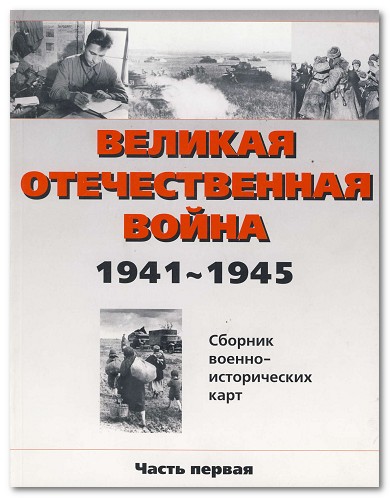 ВЕЛИКАЯ
ОТЕЧЕСТВЕННАЯ
ВОЙНА
1941~1945
Сборник
военно-
исторических
карт
Часть первая